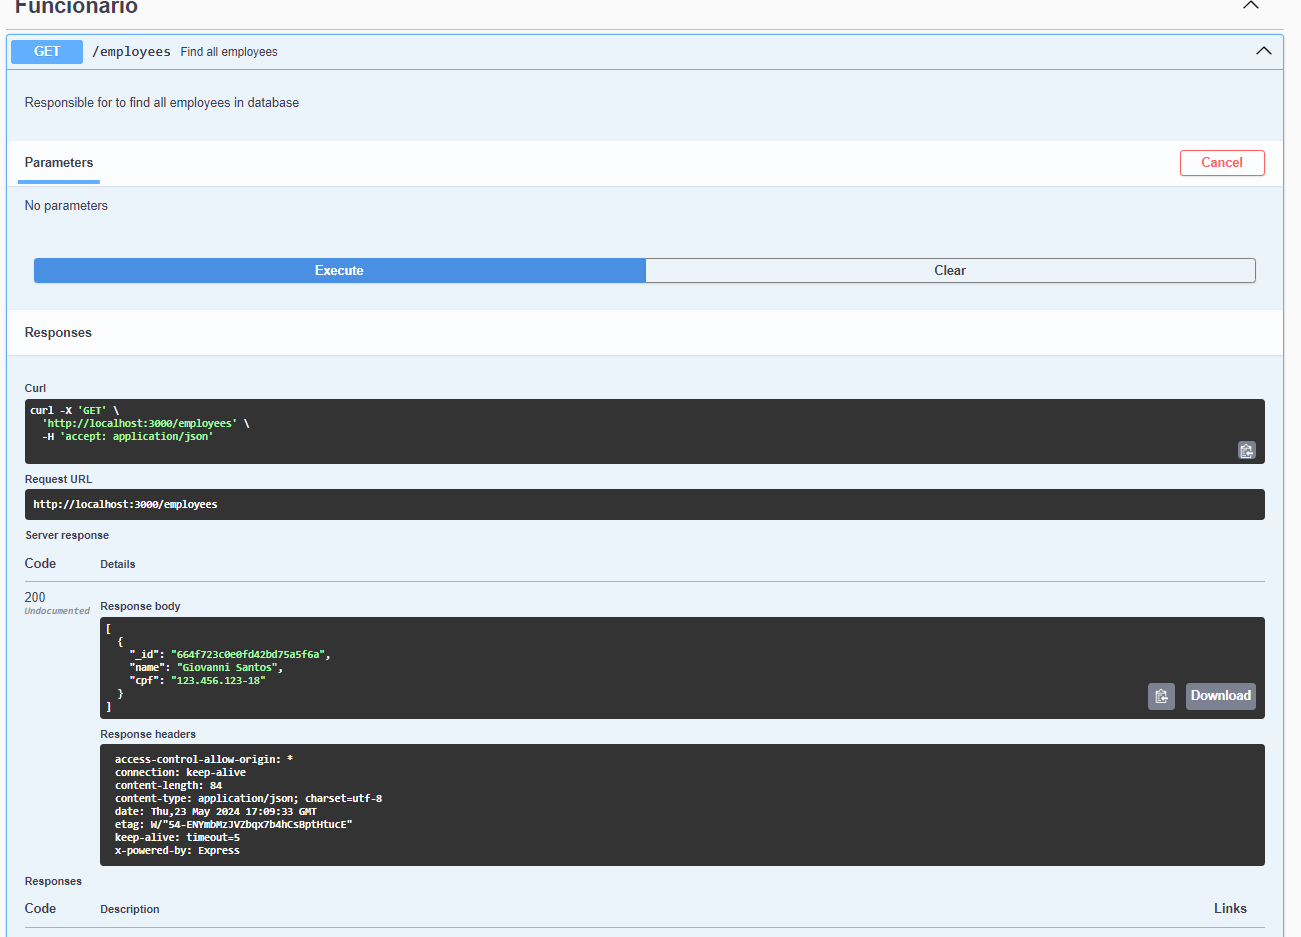 Funcionário
GET /employees Find all employees
Responsible for to find all employees in database
Parameters
Cancel
No parameters
Execute
Clear
Responses
Curl
curl -X 'GET' \
'http://localhost:3000/employees' \
-H 'accept: application/json'
Request URL
http://localhost:3000/employees
Server response
Code Details
200
Undocumented
Response body
[
{
"_id": "664f723c0e0fd42bd75a5f6a",
"name": "Giovanni Santos",
"cpf": "123.456.123-18"
}
]
Download
Response headers
access-control-allow-origin: *
connection: keep-alive
content-length: 84
content-type: application/json; charset=utf-8
date: Thu,23 May 2024 17:09:33 GMT
etag: W/"54-ENYmbMzJVZbqx7b4hCsBptHtucE"
keep-alive: timeout=5
x-powered-by: Express
Responses
Code Description Links